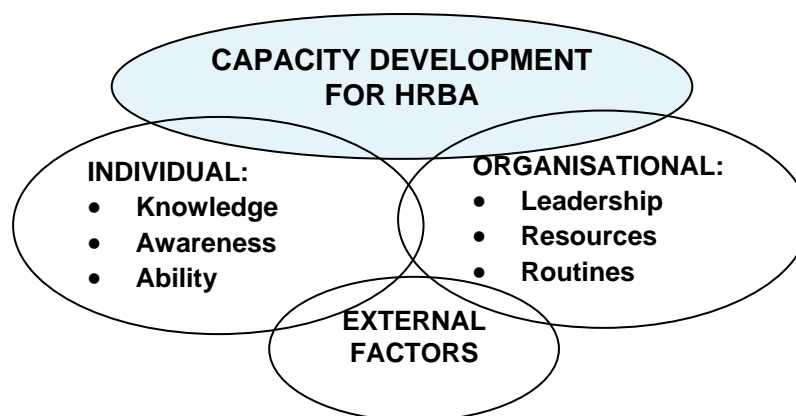 CAPACITY DEVELOPMENT
FOR HRBA
INDIVIDUAL:
• Knowledge
• Awareness
• Ability
ORGANISATIONAL:
• Leadership
• Resources
• Routines
EXTERNAL
FACTORS